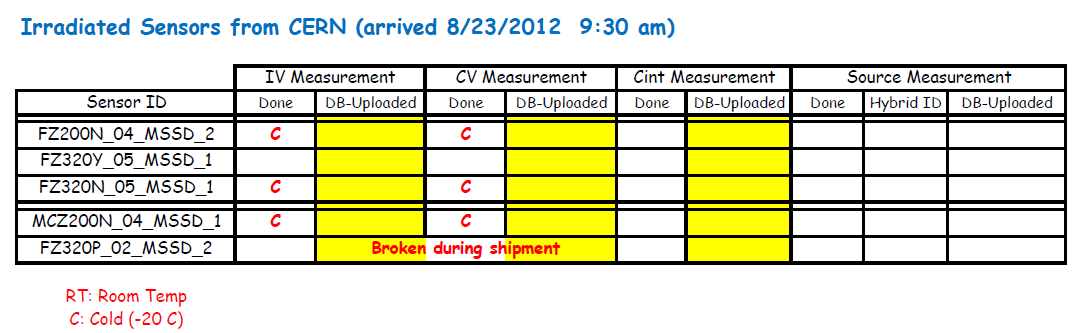 Irradiated Sensors from CERN (arrived 8/23/2012 9:30 am)
IV Measurement CV Measurement Cint Measurement Source Measurement
Sensor ID Done DB-Uploaded Done DB-Uploaded Done DB-Uploaded Done Hybrid ID DB-Uploaded
FZ200N_04_MSSD_2 C C
FZ320Y_05_MSSD_1
FZ320N_05_MSSD_1 C C
MCZ200N_04_MSSD_1 C C
FZ320P_02_MSSD_2 Broken during shipment
RT: Room Temp
C: Cold (-20 C)